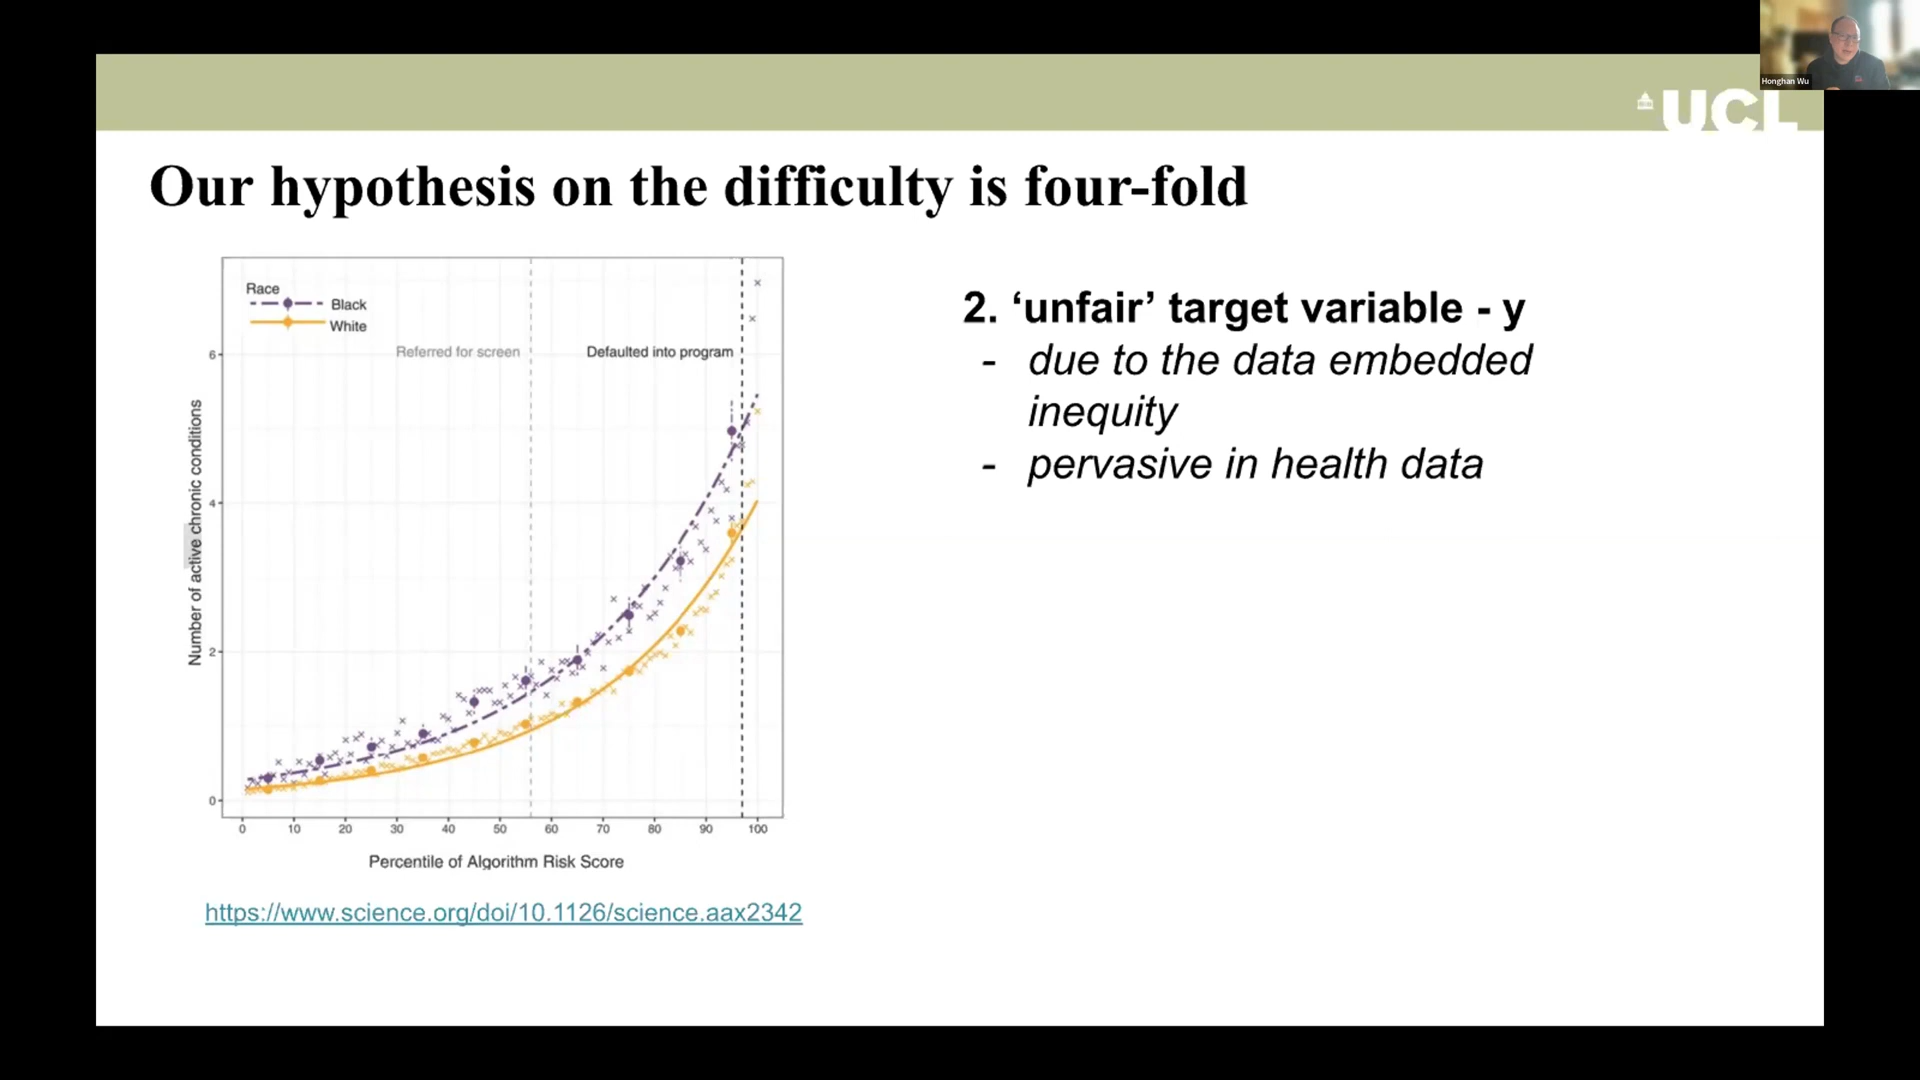 Honghan Wu
UCL
Our hypothesis on the difficulty is four-fold
Race
Black
White
Referred for screen
Defaulted into program
Number of active chronic conditions
6
4
2
0
0 10 20 30 40 50 60 70 80 90 100
Percentile of Algorithm Risk Score
https://www.science.org/doi/10.1126/science.aax2342
2. ‘unfair’ target variable - y
- due to the data embedded
inequity
- pervasive in health data